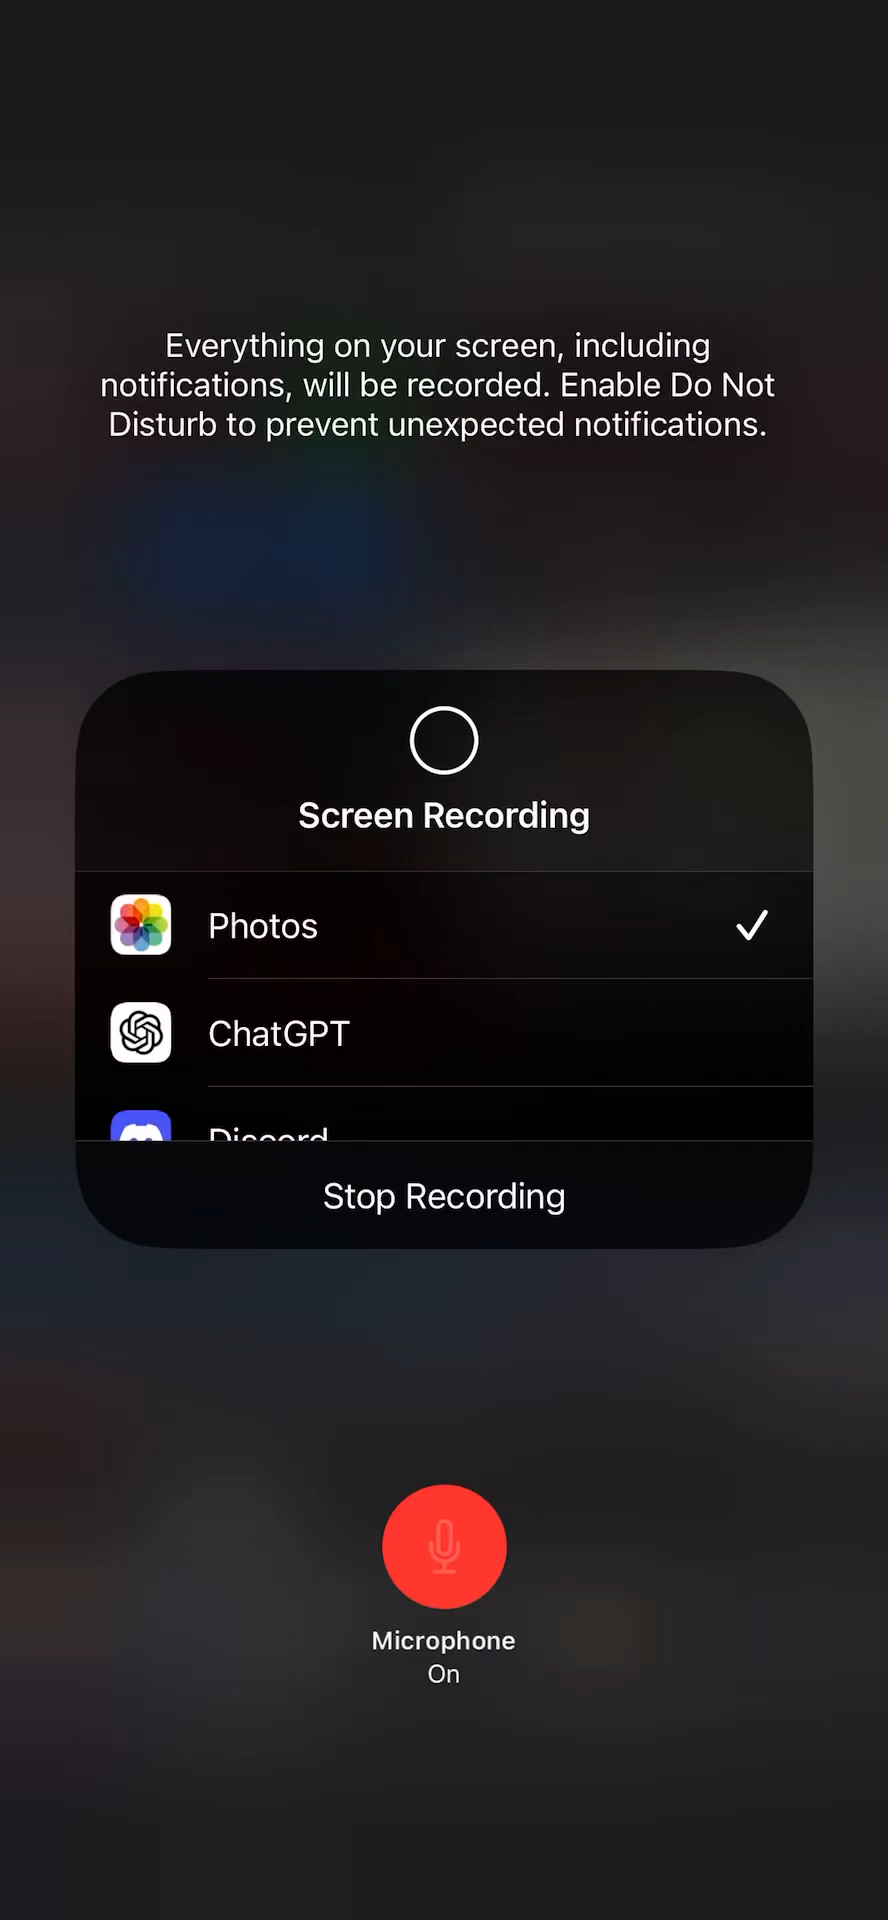 Everything on your screen, including
notifications, will be recorded. Enable Do Not
Disturb to prevent unexpected notifications.
Screen Recording
Photos
ChatGPT
Discord
Stop Recording
Microphone
On